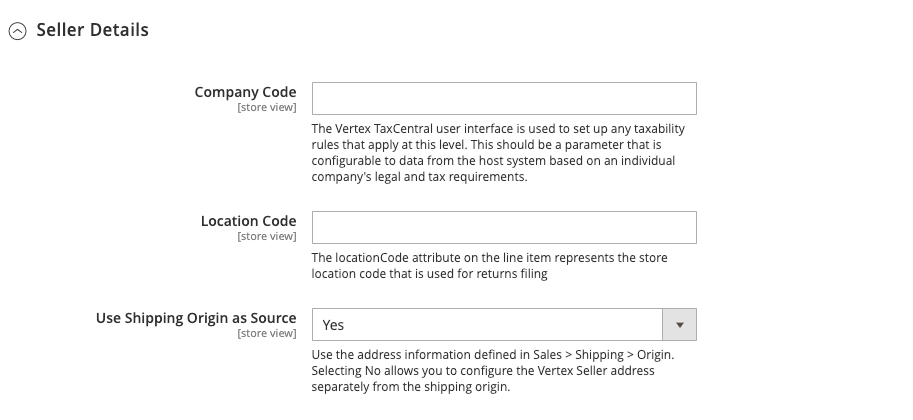 Seller Details
Company Code
[store view]
The Vertex TaxCentral user interface is used to set up any taxability
rules that apply at this level. This should be a parameter that is
configurable to data from the host system based on an individual
company's legal and tax requirements.
Location Code
[store view]
The locationCode attribute on the line item represents the store
location code that is used for returns filing
Use Shipping Origin as Source
[store view]
Yes
Use the address information defined in Sales > Shipping > Origin.
Selecting No allows you to configure the Vertex Seller address
separately from the shipping origin.